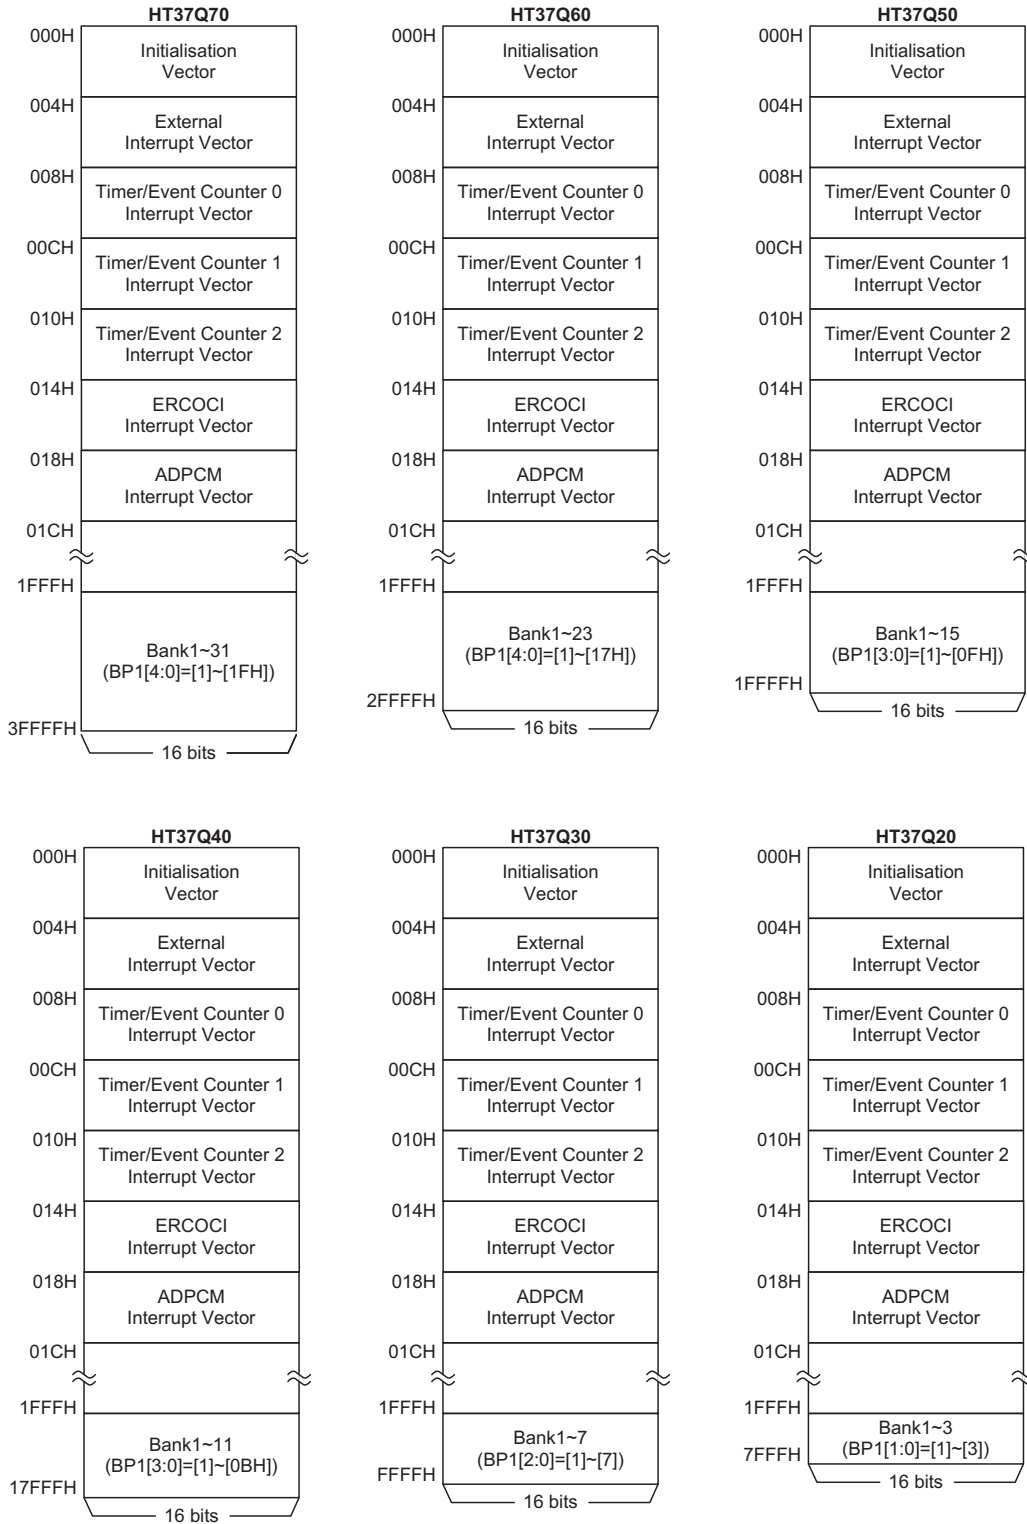 HT37Q70
000H
Initialisation
Vector
004H
External
Interrupt Vector
008H
Timer/Event Counter 0
Interrupt Vector
00CH
Timer/Event Counter 1
Interrupt Vector
010H
Timer/Event Counter 2
Interrupt Vector
014H
ERCOCI
Interrupt Vector
018H
ADPCM
Interrupt Vector
01CH
1FFFH
Bank1~31
(BP1[4:0]=[1]~[1FH])
3FFFFH
16 bits
HT37Q60
000H
Initialisation
Vector
004H
External
Interrupt Vector
008H
Timer/Event Counter 0
Interrupt Vector
00CH
Timer/Event Counter 1
Interrupt Vector
010H
Timer/Event Counter 2
Interrupt Vector
014H
ERCOCI
Interrupt Vector
018H
ADPCM
Interrupt Vector
01CH
1FFFH
Bank1~23
(BP1[4:0]=[1]~[17H])
2FFFFH
16 bits
HT37Q50
000H
Initialisation
Vector
004H
External
Interrupt Vector
008H
Timer/Event Counter 0
Interrupt Vector
00CH
Timer/Event Counter 1
Interrupt Vector
010H
Timer/Event Counter 2
Interrupt Vector
014H
ERCOCI
Interrupt Vector
018H
ADPCM
Interrupt Vector
01CH
1FFFH
Bank1~15
(BP1[3:0]=[1]~[0FH])
1FFFFH
16 bits
HT37Q40
000H
Initialisation
Vector
004H
External
Interrupt Vector
008H
Timer/Event Counter 0
Interrupt Vector
00CH
Timer/Event Counter 1
Interrupt Vector
010H
Timer/Event Counter 2
Interrupt Vector
014H
ERCOCI
Interrupt Vector
018H
ADPCM
Interrupt Vector
01CH
1FFFH
Bank1~11
(BP1[3:0]=[1]~[0BH])
17FFFH
16 bits
HT37Q30
000H
Initialisation
Vector
004H
External
Interrupt Vector
008H
Timer/Event Counter 0
Interrupt Vector
00CH
Timer/Event Counter 1
Interrupt Vector
010H
Timer/Event Counter 2
Interrupt Vector
014H
ERCOCI
Interrupt Vector
018H
ADPCM
Interrupt Vector
01CH
1FFFH
Bank1~7
(BP1[2:0]=[1]~[7])
FFFFH
16 bits
HT37Q20
000H
Initialisation
Vector
004H
External
Interrupt Vector
008H
Timer/Event Counter 0
Interrupt Vector
00CH
Timer/Event Counter 1
Interrupt Vector
010H
Timer/Event Counter 2
Interrupt Vector
014H
ERCOCI
Interrupt Vector
018H
ADPCM
Interrupt Vector
01CH
1FFFH
Bank1~3
(BP1[1:0]=[1]~[3])
7FFFH
16 bits